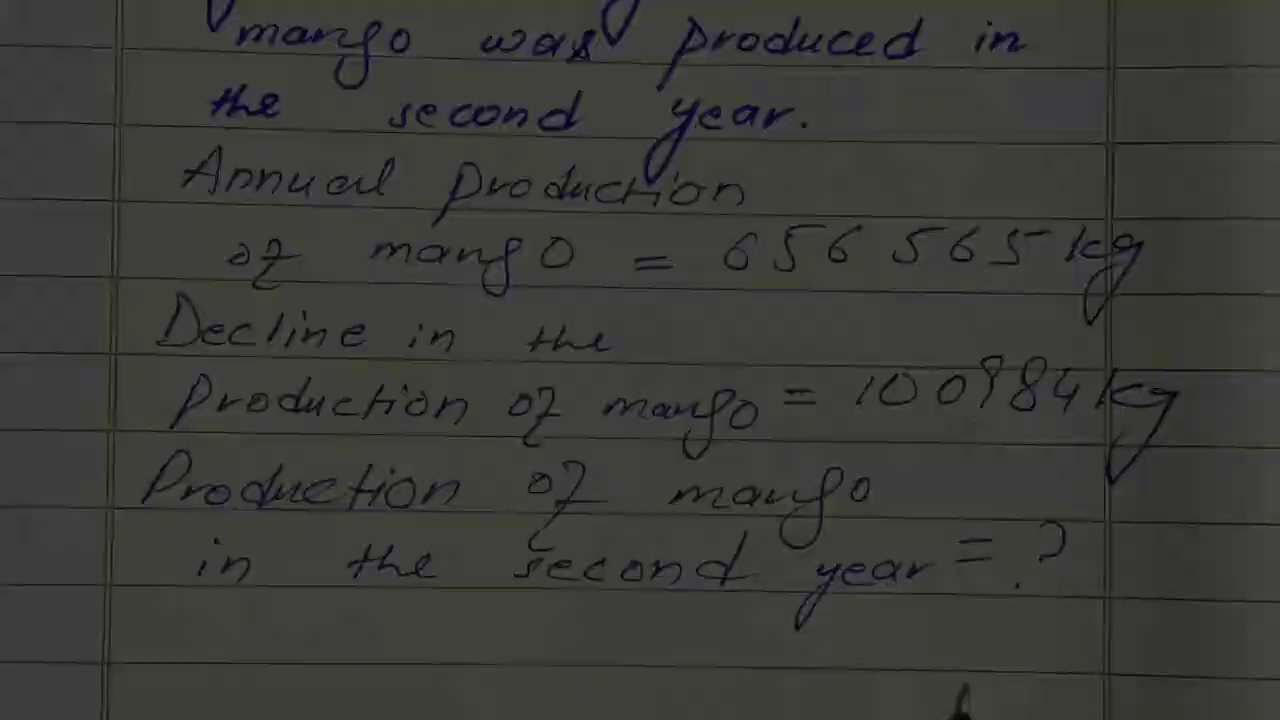 mango was produced in
the second year.
Annual production
of mango = 656 565 kg
Decline in the
Production of mango = 100984 kg
Production of mango
in the second year = ?